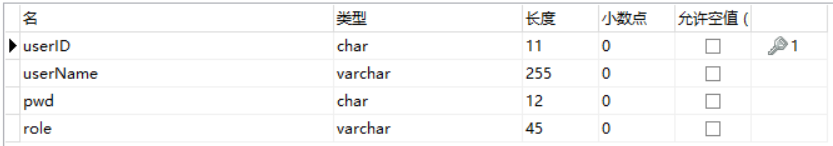 名 类型 长度 小数点 允许空值 (
userID char 11 0 1
userName varchar 255 0
pwd char 12 0
role varchar 45 0